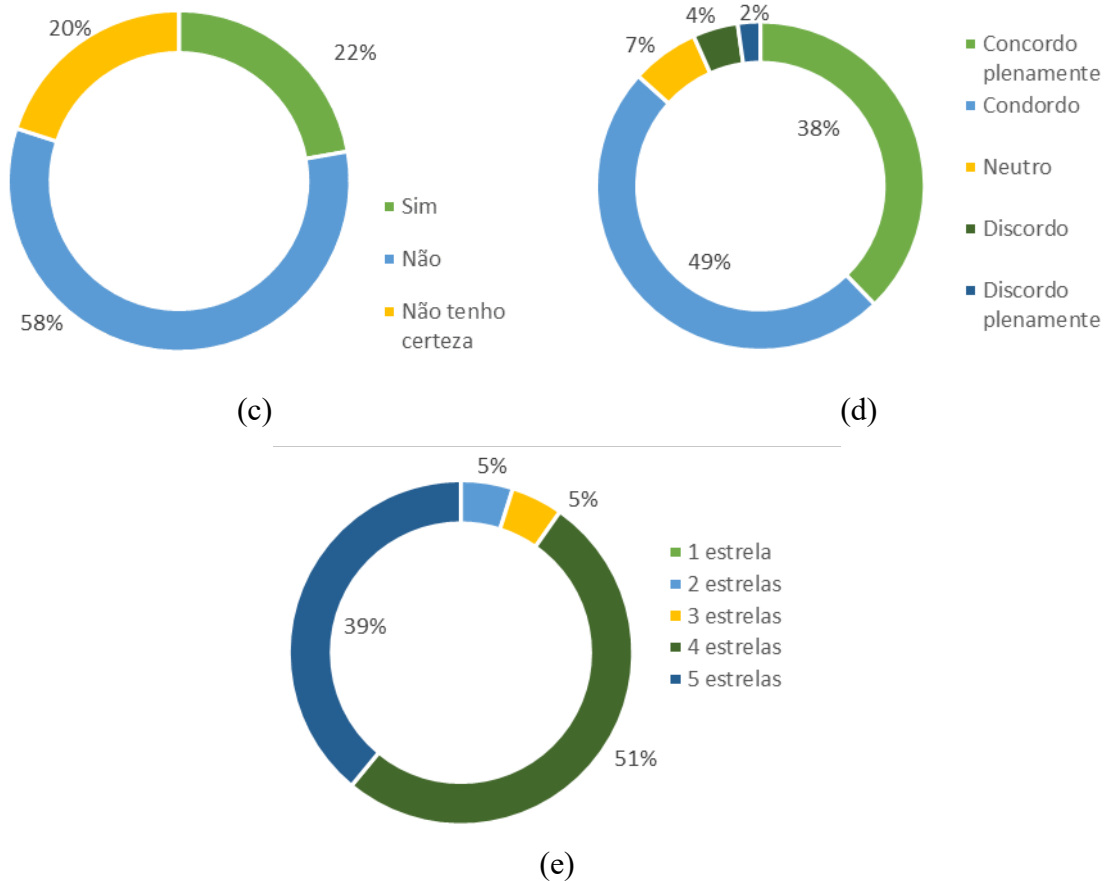 20%
22%
58%
Sim
Não
Não tenho
certeza
(c)
4%
2%
7%
38%
49%
Concordo
plenamente
Condordo
Neutro
Discordo
Discordo
plenamente
(d)
5%
5%
39%
51%
1 estrela
2 estrelas
3 estrelas
4 estrelas
5 estrelas
(e)